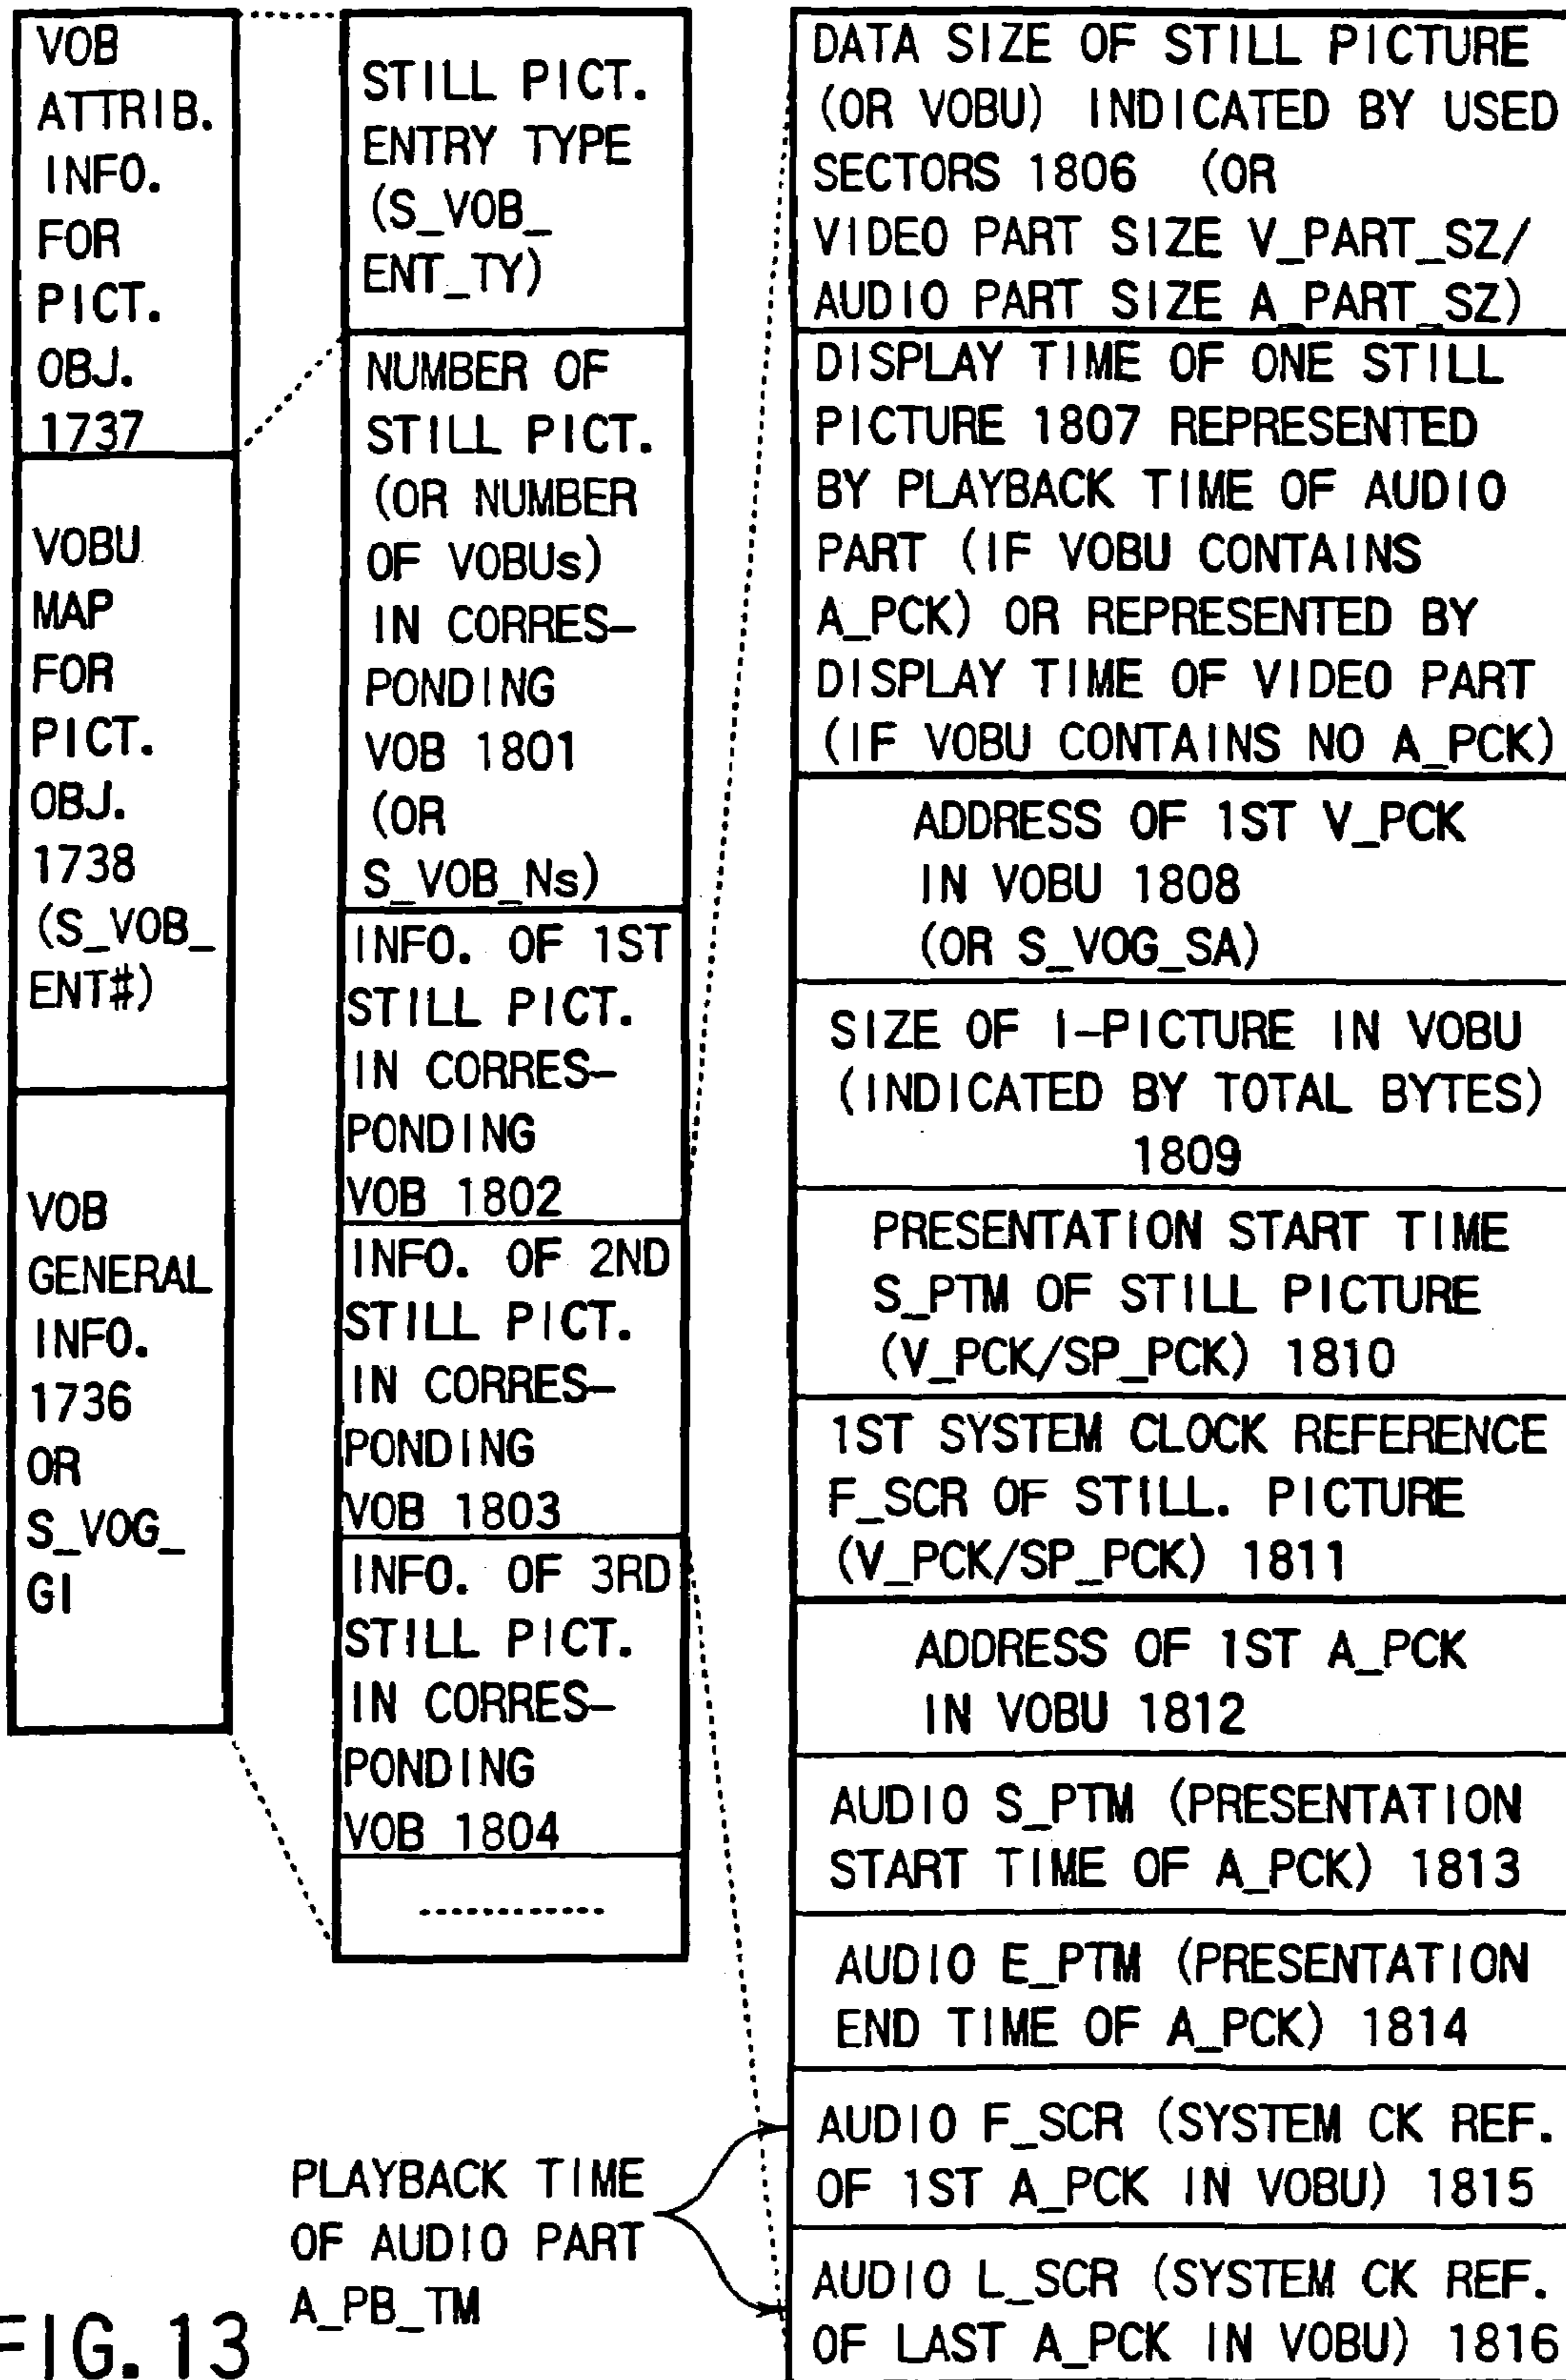 VOB
ATTRIB.
INFO.
FOR
PICT.
OBJ.
1737
VOBU
MAP
FOR
PICT.
OBJ.
1738
(S_VOB_
ENT#)
VOB
GENERAL
INFO.
1736
OR
S_VOG_
GI
STILL PICT.
ENTRY TYPE
(S_VOB_
ENT_TY)
NUMBER OF
STILL PICT.
(OR NUMBER
OF VOBUs)
IN CORRES-
PONDING
VOB 1801
(OR
S_VOB_Ns)
INFO. OF 1ST
STILL PICT.
IN CORRES-
PONDING
VOB 1802
INFO. OF 2ND
STILL PICT.
IN CORRES-
PONDING
VOB 1803
INFO. OF 3RD
STILL PICT.
IN CORRES-
PONDING
VOB 1804
DATA SIZE OF STILL PICTURE
(OR VOBU) INDICATED BY USED
SECTORS 1806 (OR
VIDEO PART SIZE V_PART_SZ/
AUDIO PART SIZE A_PART_SZ)
DISPLAY TIME OF ONE STILL
PICTURE 1807 REPRESENTED
BY PLAYBACK TIME OF AUDIO
PART (IF VOBU CONTAINS
A_PCK) OR REPRESENTED BY
DISPLAY TIME OF VIDEO PART
(IF VOBU CONTAINS NO A_PCK)
ADDRESS OF 1ST V_PCK
IN VOBU 1808
(OR S_VOG_SA)
SIZE OF I-PICTURE IN VOBU
(INDICATED BY TOTAL BYTES)
1809
PRESENTATION START TIME
S_PTM OF STILL PICTURE
(V_PCK/SP_PCK) 1810
1ST SYSTEM CLOCK REFERENCE
F_SCR OF STILL. PICTURE
(V_PCK/SP_PCK) 1811
ADDRESS OF 1ST A_PCK
IN VOBU 1812
AUDIO S_PTM (PRESENTATION
START TIME OF A_PCK) 1813
AUDIO E_PTM (PRESENTATION
END TIME OF A_PCK) 1814
AUDIO F_SCR (SYSTEM CK REF.
OF 1ST A_PCK IN VOBU) 1815
AUDIO L_SCR (SYSTEM CK REF.
OF LAST A_PCK IN VOBU) 1816
PLAYBACK TIME
OF AUDIO PART
A_PB_TM
FIG. 13